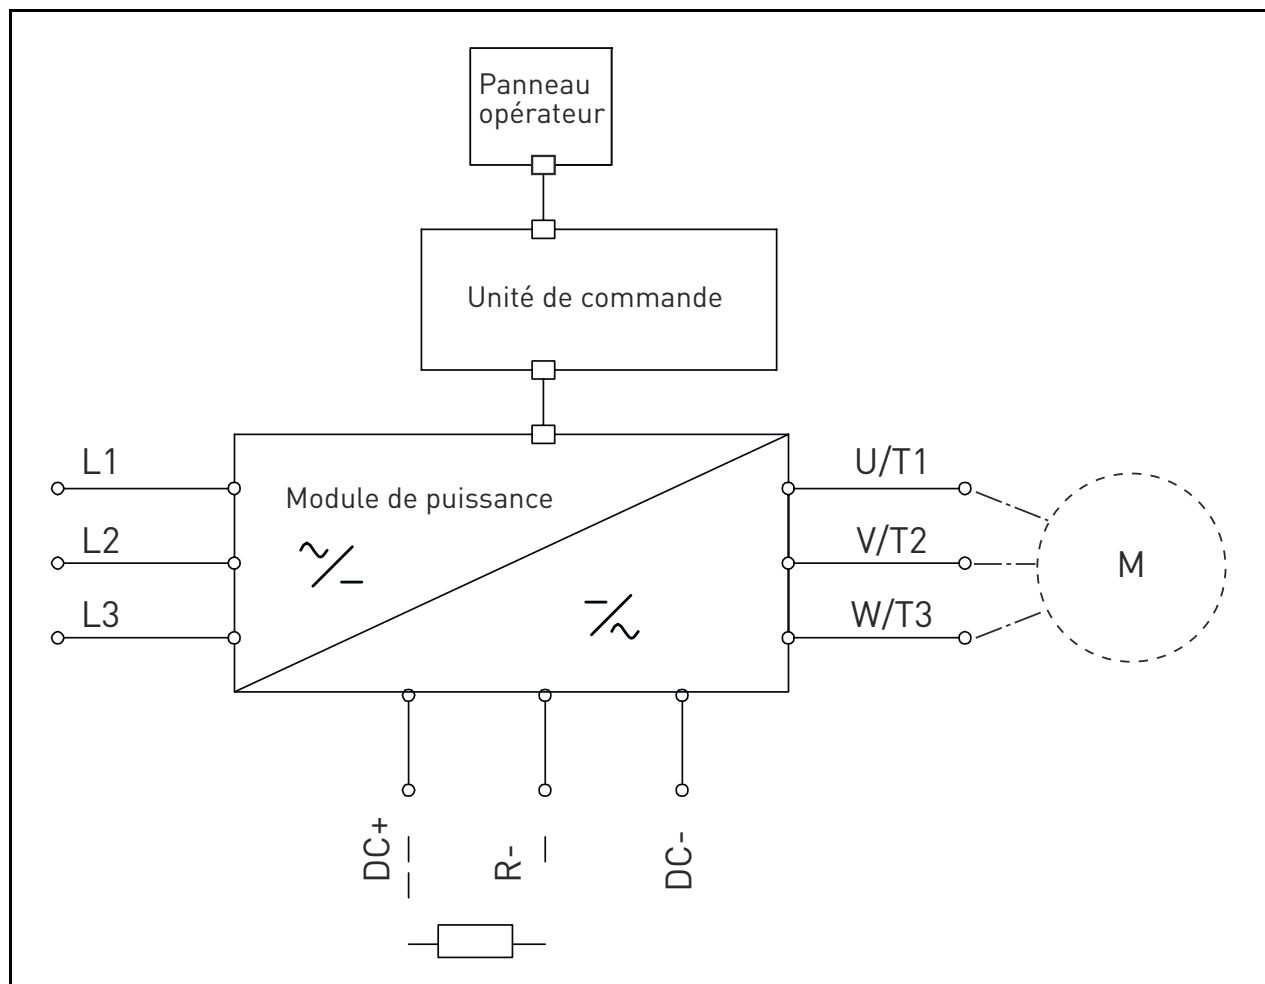 Panneau
opérateur
Unité de commande
L1
U/T1
Module de puissance
L2
V/T2
M
L3
W/T3
DC+
R-
DC-